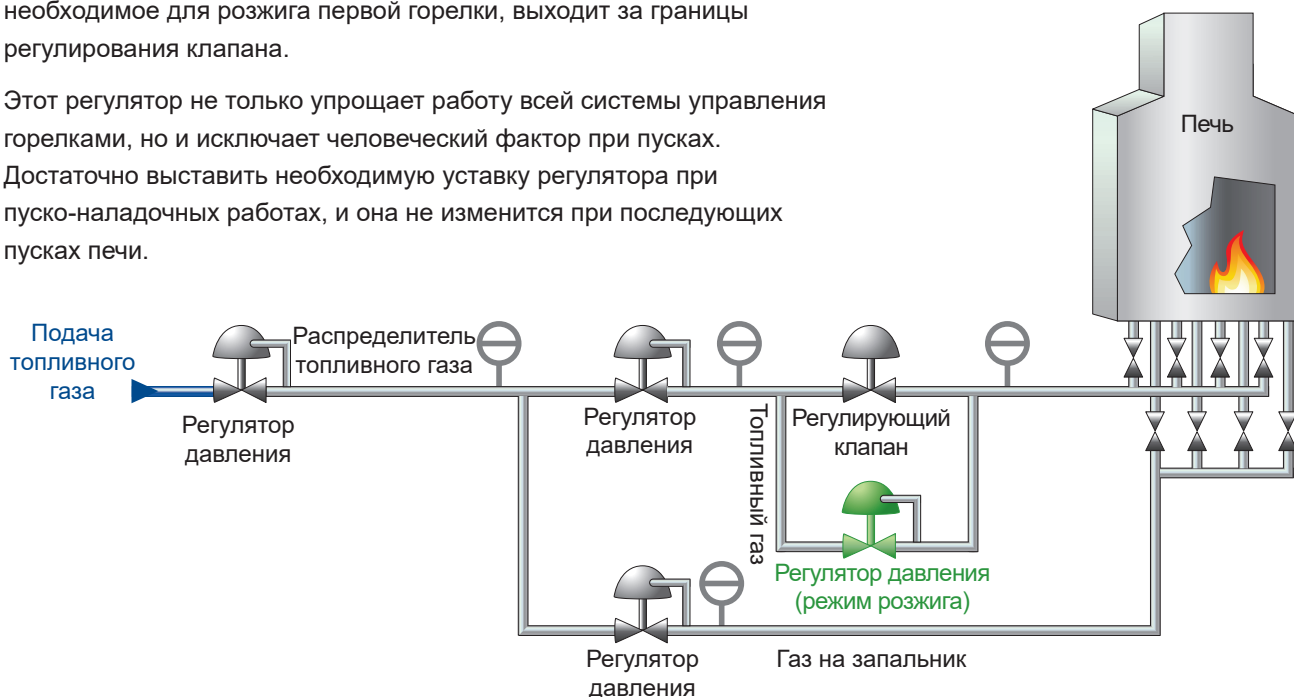 необходимое для розжига первой горелки, выходит за границы
регулирования клапана.
Этот регулятор не только упрощает работу всей системы управления
горелками, но и исключает человеческий фактор при пусках.
Достаточно выставить необходимую уставку регулятора при
пуско-наладочных работах, и она не изменится при последующих
пусках печи.
Печь
Подача
топливного
газа
Распределитель
топливного газа
Регулятор
давления
Регулятор
давления
Топливный газ
Регулирующий
клапан
Регулятор давления
(режим розжига)
Регулятор
давления
Газ на запальник